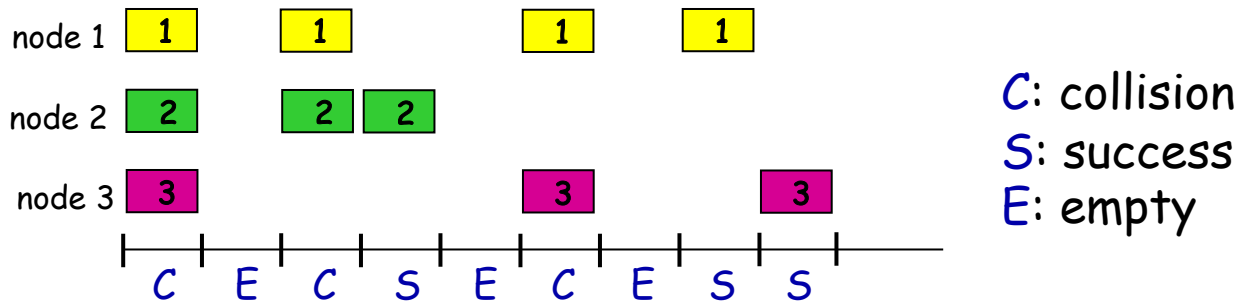 node 1 1 1 1 1
node 2 2 2 2
node 3 3 3 3
C E C S E C E S S
C: collision
S: success
E: empty